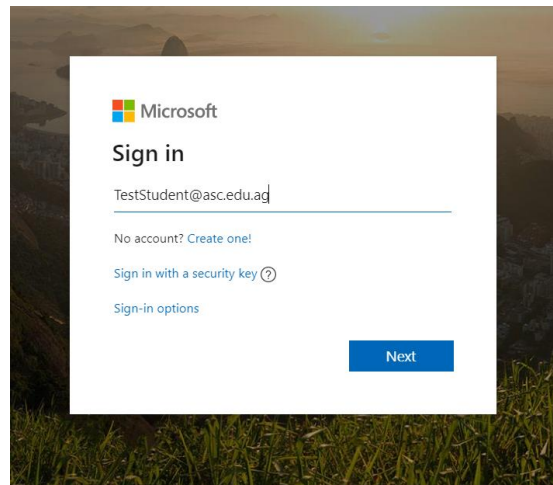 Microsoft
Sign in
TestStudent@asc.edu.ag
No account? Create one!
Sign in with a security key ?
Sign-in options
Next